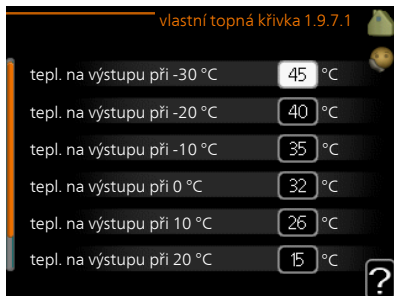 vlastní topná křivka 1.9.7.1
tepl. na výstupu při -30 °C 45 °C
tepl. na výstupu při -20 °C 40 °C
tepl. na výstupu při -10 °C 35 °C
tepl. na výstupu při 0 °C 32 °C
tepl. na výstupu při 10 °C 26 °C
tepl. na výstupu při 20 °C 15 °C
?